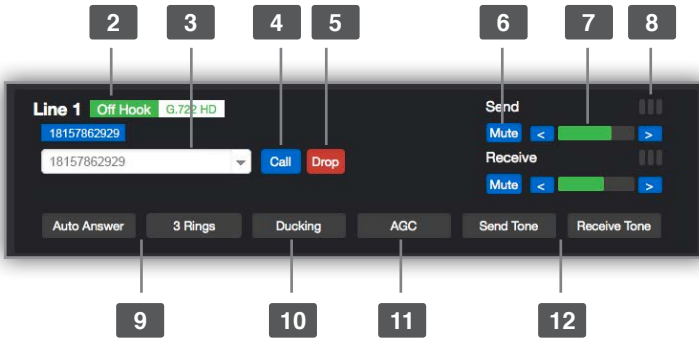 2 3 4 5 6 7 8
Line 1 Off Hook G.722 HD Send
18157862929 Mute < >
18157862929 Call Drop Receive
Mute < >
Auto Answer 3 Rings Ducking AGC Send Tone Receive Tone
9 10 11 12